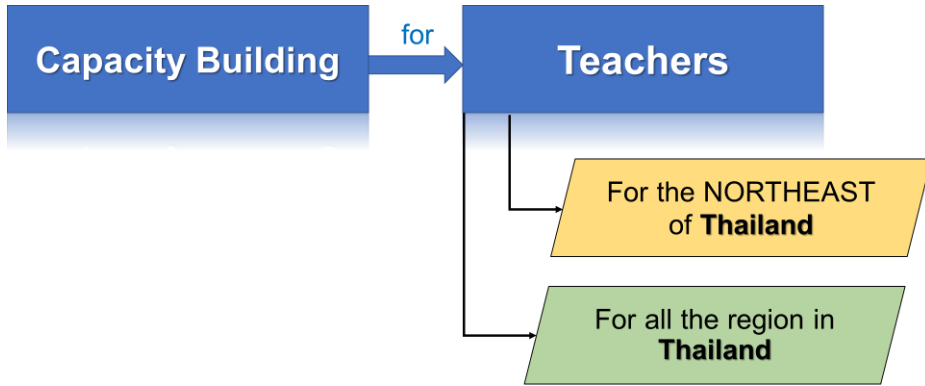 Capacity Building
for
Teachers
For the NORTHEAST
of Thailand
For all the region in
Thailand